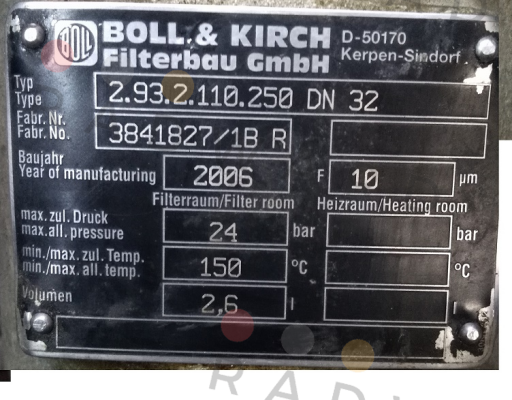 BOLL
BOLL & KIRCH
Filterbau GmbH
D-50170
Kerpen-Sindorf
Typ
Type
2.93.2.110.250 DN 32
Fabr. Nr.
Fabr. No.
3841827/1B R
Baujahr
Year of manufacturing
2006
F
10
µm
Filterraum/Filter room
Heizraum/Heating room
max. zul. Druck
max. all. pressure
24
bar
bar
min./max. zul. Temp.
min./max. all. temp.
150
°C
°C
Volumen
2,6
l
l
RAD